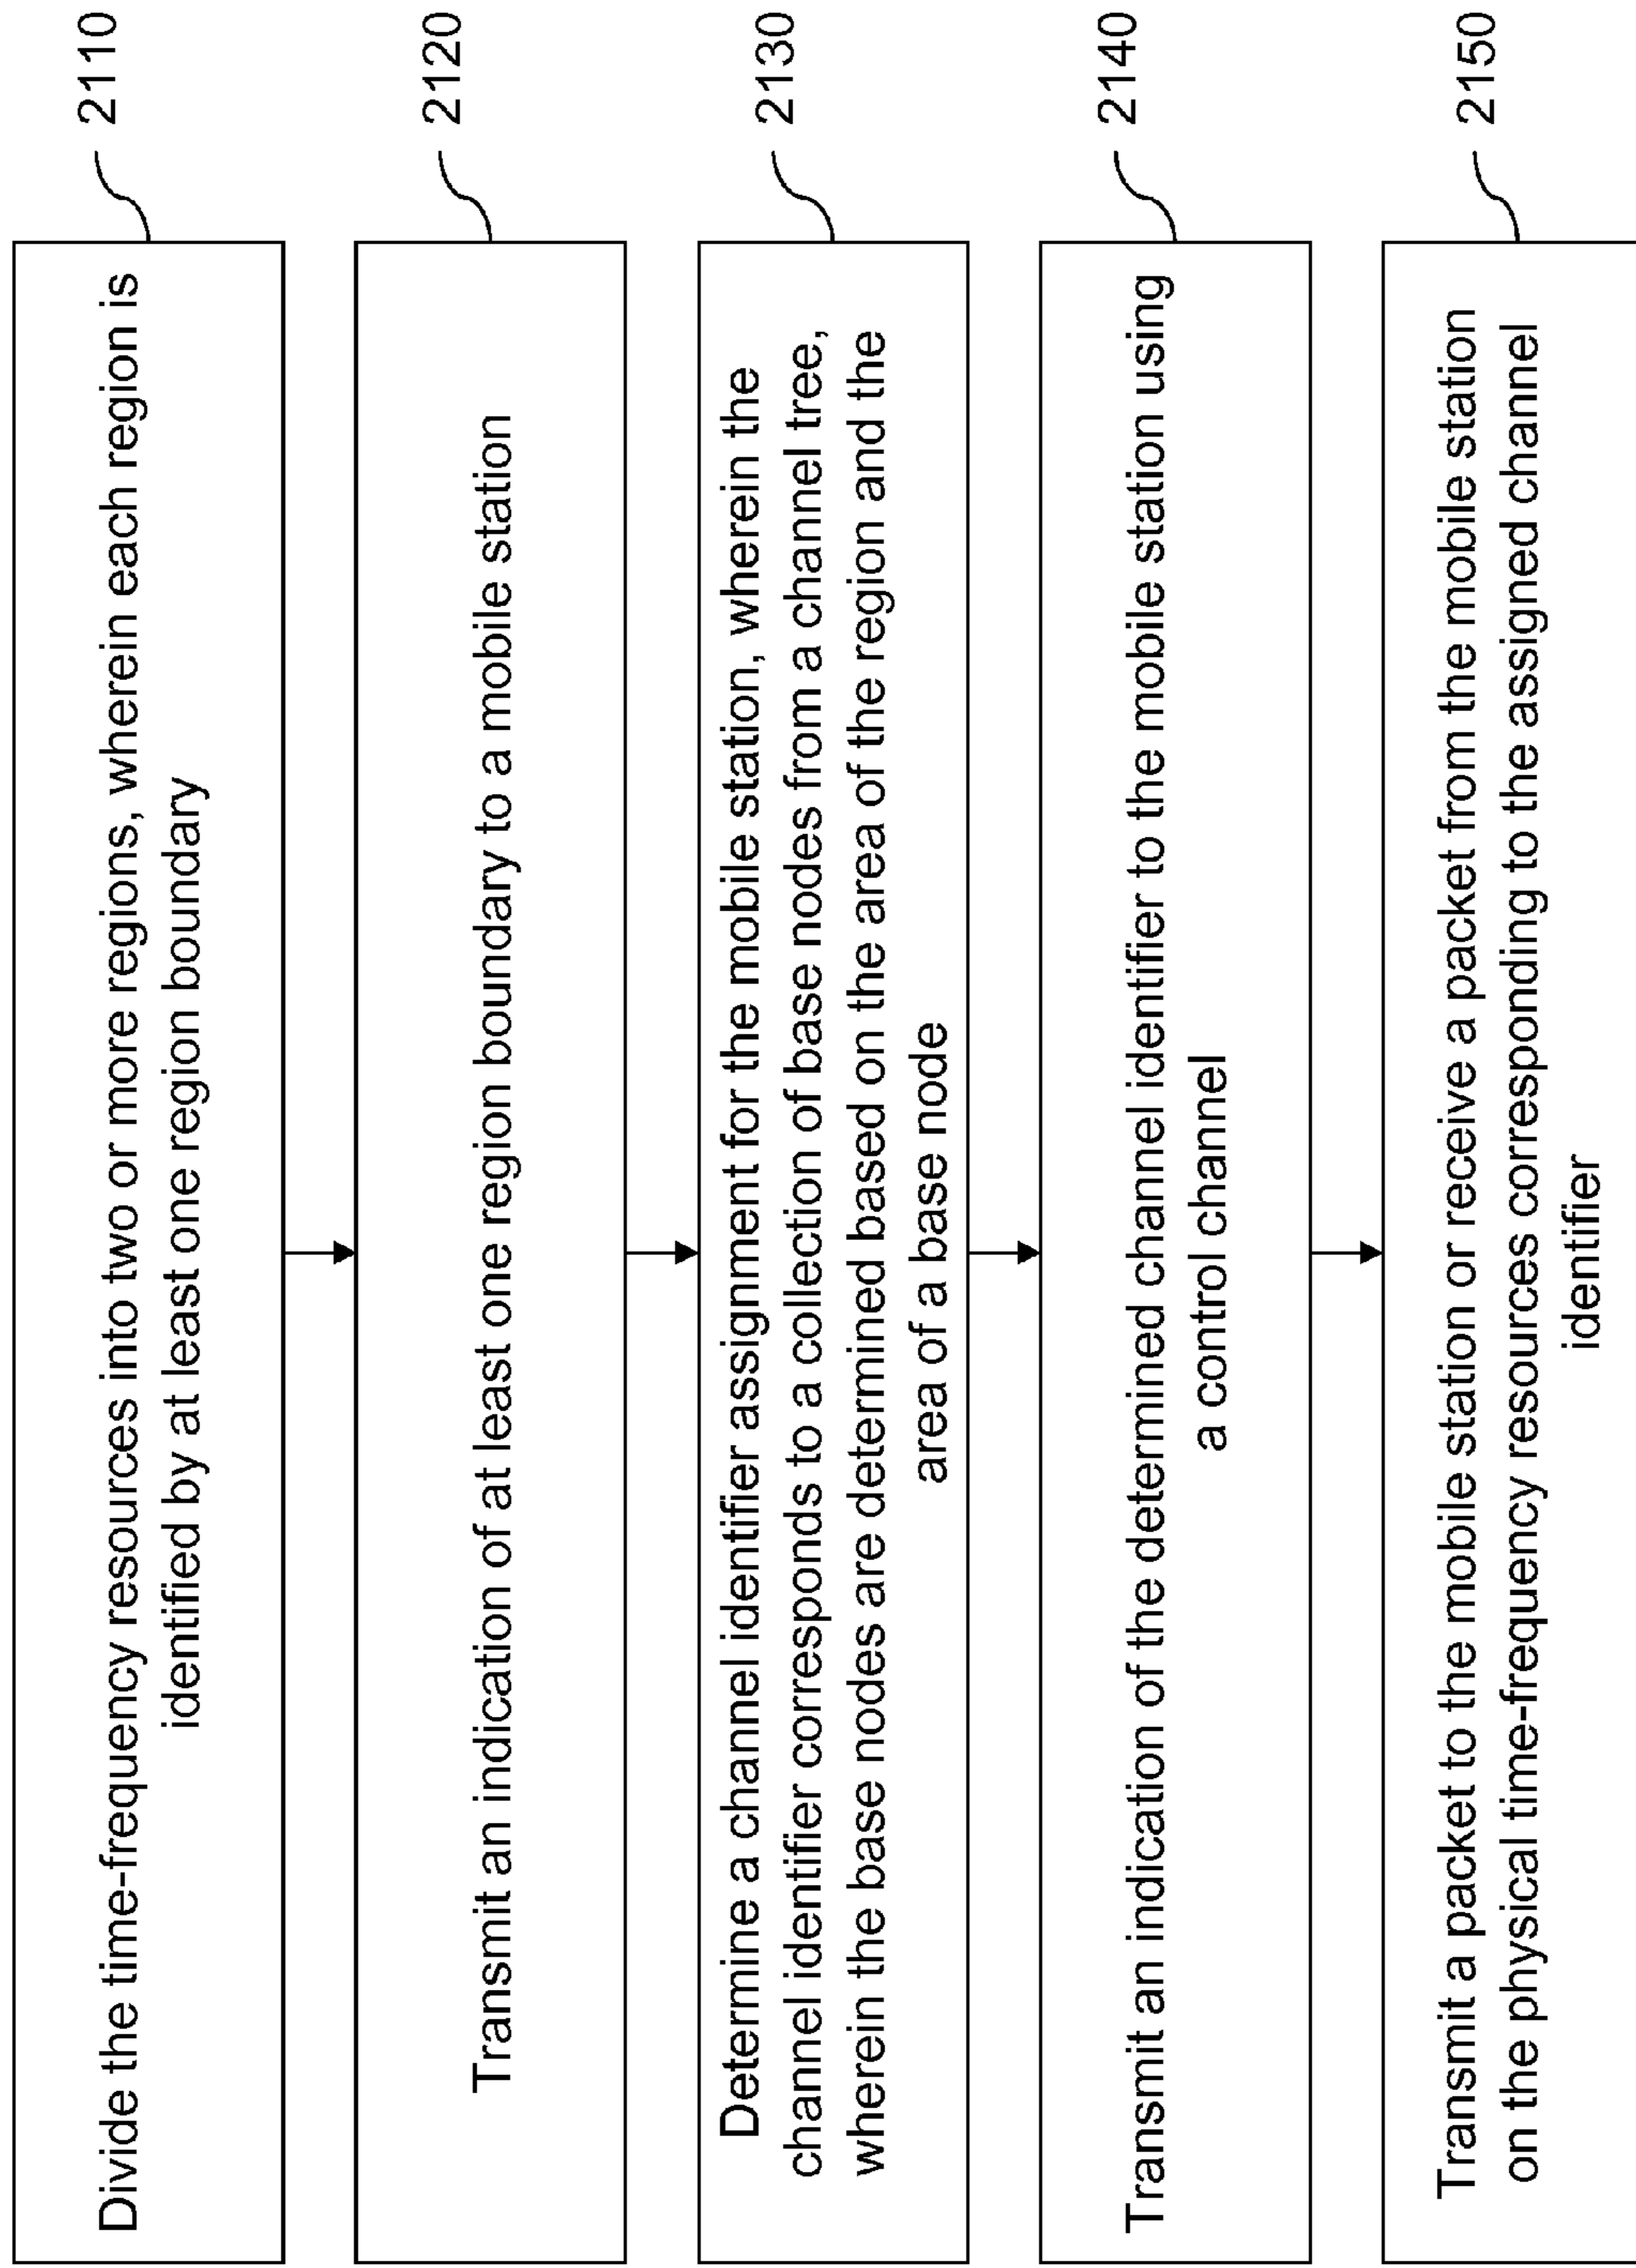 Divide the time-frequency resources into two or more regions, wherein each region is
identified by at least one region boundary
2110
Transmit an indication of at least one region boundary to a mobile station
2120
Determine a channel identifier assignment for the mobile station, wherein the
channel identifier corresponds to a collection of base nodes from a channel tree,
wherein the base nodes are determined based on the area of the region and the
area of a base node
2130
Transmit an indication of the determined channel identifier to the mobile station using
a control channel
2140
Transmit a packet to the mobile station or receive a packet from the mobile station
on the physical time-frequency resources corresponding to the assigned channel
identifier
2150